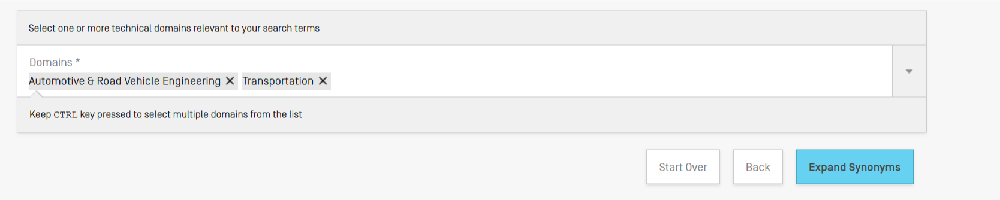 Select one or more technical domains relevant to your search terms
Domains *
Automotive & Road Vehicle Engineering ✕ Transportation ✕
Keep CTRL key pressed to select multiple domains from the list
Start Over Back Expand Synonyms